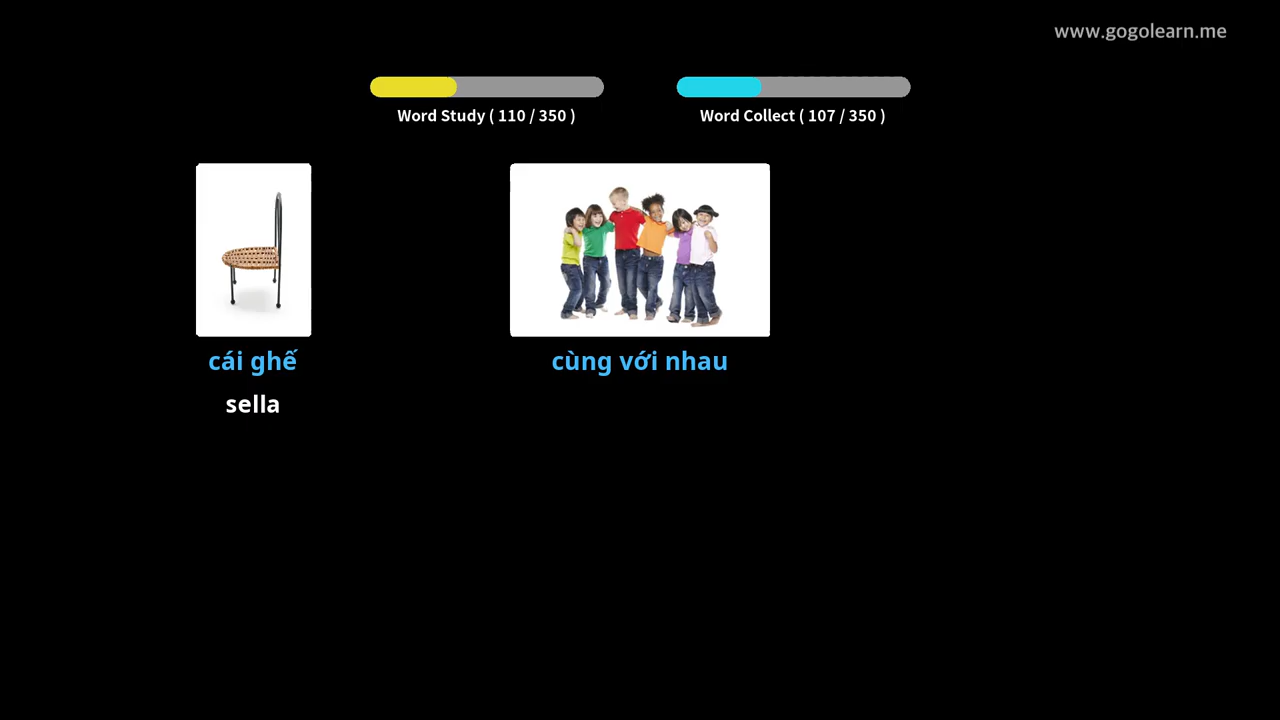 www.gogolearn.me
Word Study ( 110 / 350 )
Word Collect ( 107 / 350 )
cái ghế
sella
cùng với nhau